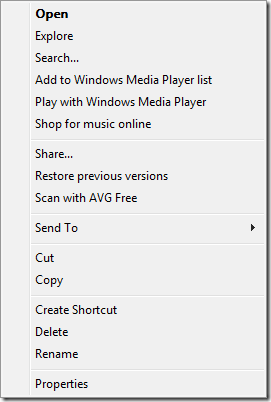 Open
Explore
Search...
Add to Windows Media Player list
Play with Windows Media Player
Shop for music online
Share...
Restore previous versions
Scan with AVG Free
Send To
Cut
Copy
Create Shortcut
Delete
Rename
Properties